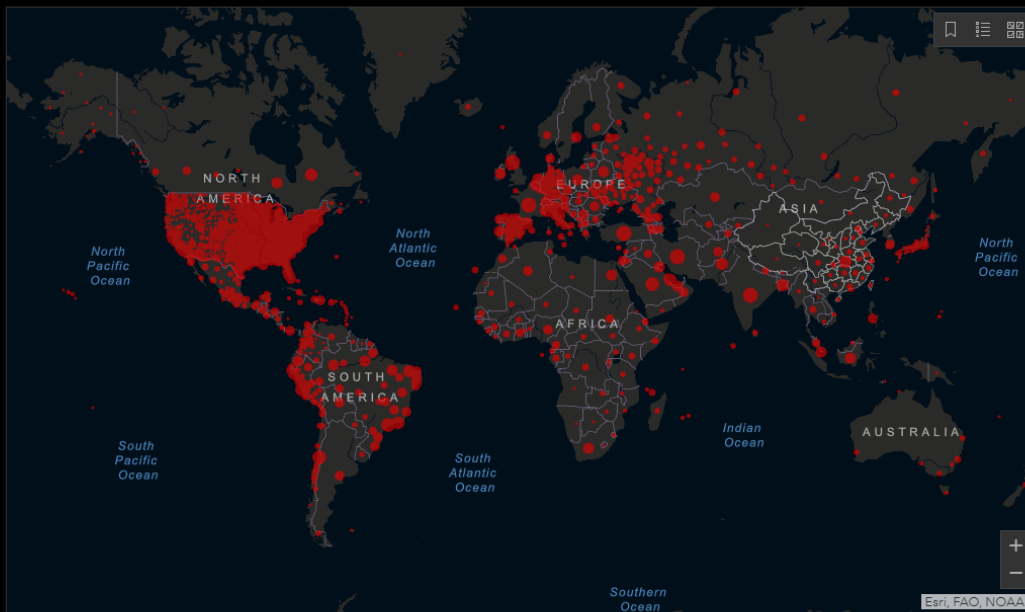 NORTH
AMERICA
EUROPE
ASIA
North
Pacific
Ocean
North
Atlantic
Ocean
North
Pacific
Ocean
AFRICA
SOUTH
AMERICA
AUSTRALIA
Indian
Ocean
South
Pacific
Ocean
South
Atlantic
Ocean
Southern
Ocean
+
−
Esri, FAO, NOAA